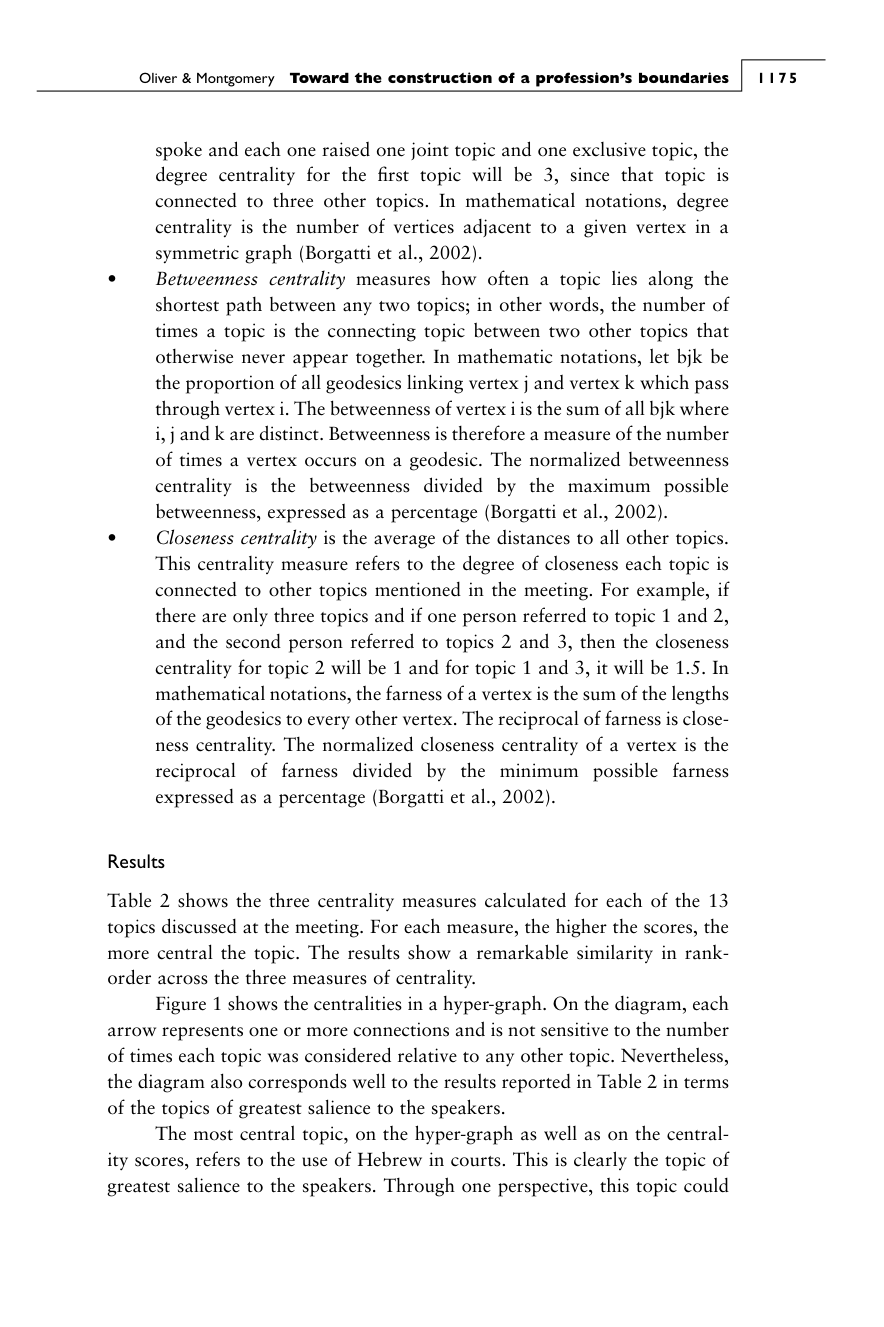 Oliver & Montgomery Toward the construction of a profession's boundaries 1175
spoke and each one raised one joint topic and one exclusive topic, the
degree centrality for the first topic will be 3, since that topic is
connected to three other topics. In mathematical notations, degree
centrality is the number of vertices adjacent to a given vertex in a
symmetric graph (Borgatti et al., 2002).
• Betweenness centrality measures how often a topic lies along the
shortest path between any two topics; in other words, the number of
times a topic is the connecting topic between two other topics that
otherwise never appear together. In mathematic notations, let bjk be
the proportion of all geodesics linking vertex j and vertex k which pass
through vertex i. The betweenness of vertex i is the sum of all bjk where
i, j and k are distinct. Betweenness is therefore a measure of the number
of times a vertex occurs on a geodesic. The normalized betweenness
centrality is the betweenness divided by the maximum possible
betweenness, expressed as a percentage (Borgatti et al., 2002).
• Closeness centrality is the average of the distances to all other topics.
This centrality measure refers to the degree of closeness each topic is
connected to other topics mentioned in the meeting. For example, if
there are only three topics and if one person referred to topic 1 and 2,
and the second person referred to topics 2 and 3, then the closeness
centrality for topic 2 will be 1 and for topic 1 and 3, it will be 1.5. In
mathematical notations, the farness of a vertex is the sum of the lengths
of the geodesics to every other vertex. The reciprocal of farness is close-
ness centrality. The normalized closeness centrality of a vertex is the
reciprocal of farness divided by the minimum possible farness
expressed as a percentage (Borgatti et al., 2002).
Results
Table 2 shows the three centrality measures calculated for each of the 13
topics discussed at the meeting. For each measure, the higher the scores, the
more central the topic. The results show a remarkable similarity in rank-
order across the three measures of centrality.
Figure 1 shows the centralities in a hyper-graph. On the diagram, each
arrow represents one or more connections and is not sensitive to the number
of times each topic was considered relative to any other topic. Nevertheless,
the diagram also corresponds well to the results reported in Table 2 in terms
of the topics of greatest salience to the speakers.
The most central topic, on the hyper-graph as well as on the central-
ity scores, refers to the use of Hebrew in courts. This is clearly the topic of
greatest salience to the speakers. Through one perspective, this topic could